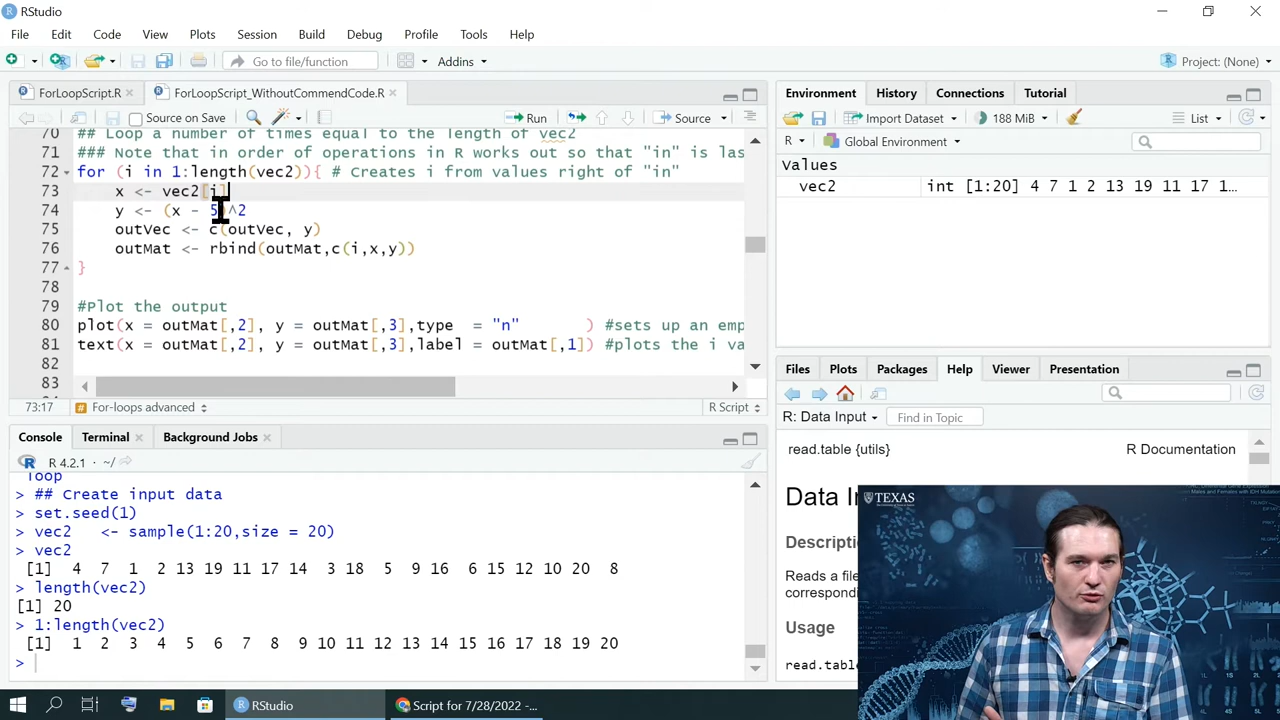 RStudio
File Edit Code View Plots Session Build Debug Profile Tools Help
Go to file/function Addins Project: (None)
ForLoopScript.R ForLoopScript_WithoutCommendCode.R
Source on Save Run Source
70 ## Loop a number of times equal to the length of vec2
71 ### Note that in order of operations in R works out so that "in" is las
72 for (i in 1:length(vec2)){ # Creates i from values right of "in"
73 x <- vec2[i]
74 y <- (x - 5)^2
75 outVec <- c(outVec, y)
76 outMat <- rbind(outMat,c(i,x,y))
77 }
78
79 #Plot the output
80 plot(x = outMat[,2], y = outMat[,3],type = "n" ) #sets up an emp
81 text(x = outMat[,2], y = outMat[,3],label = outMat[,1]) #plots the i va
82
83
73:17 # For-loops advanced R Script
Console Terminal Background Jobs
R 4.2.1 · ~/
loop
> ## Create input data
> set.seed(1)
> vec2 <- sample(1:20,size = 20)
> vec2
[1] 4 7 1 2 13 19 11 17 14 3 18 5 9 16 6 15 12 10 20 8
> length(vec2)
[1] 20
> 1:length(vec2)
[1] 1 2 3 4 5 6 7 8 9 10 11 12 13 14 15 16 17 18 19 20
>
Environment History Connections Tutorial
Import Dataset 188 MiB List
R Global Environment
Values
vec2 int [1:20] 4 7 1 2 13 19 11 17 1…
Files Plots Packages Help Viewer Presentation
R: Data Input Find in Topic
read.table {utils} R Documentation
Data I
Descripti
Reads a file
correspond
Usage
read.tabl
TEXAS
RStudio Script for 7/28/2022 -...